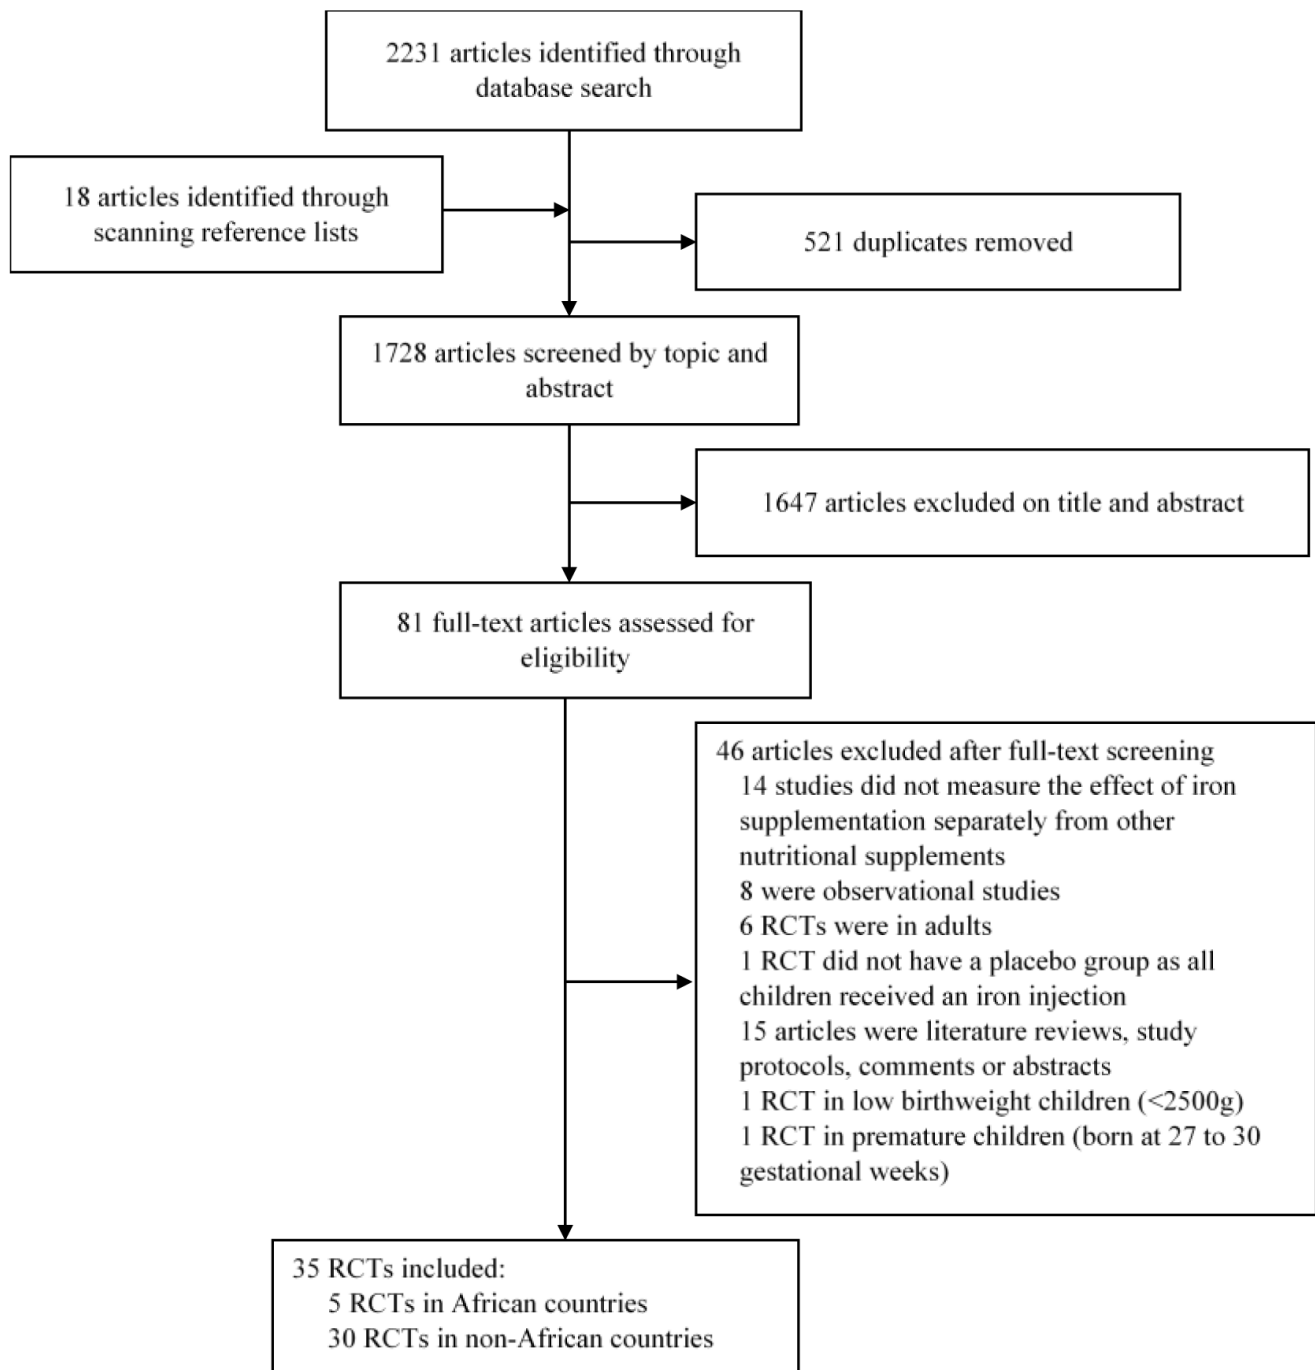 2231 articles identified through
database search
18 articles identified through
scanning reference lists
521 duplicates removed
1728 articles screened by topic and
abstract
1647 articles excluded on title and abstract
81 full-text articles assessed for
eligibility
46 articles excluded after full-text screening
14 studies did not measure the effect of iron
supplementation separately from other
nutritional supplements
8 were observational studies
6 RCTs were in adults
1 RCT did not have a placebo group as all
children received an iron injection
15 articles were literature reviews, study
protocols, comments or abstracts
1 RCT in low birthweight children (<2500g)
1 RCT in premature children (born at 27 to 30
gestational weeks)
35 RCTs included:
5 RCTs in African countries
30 RCTs in non-African countries